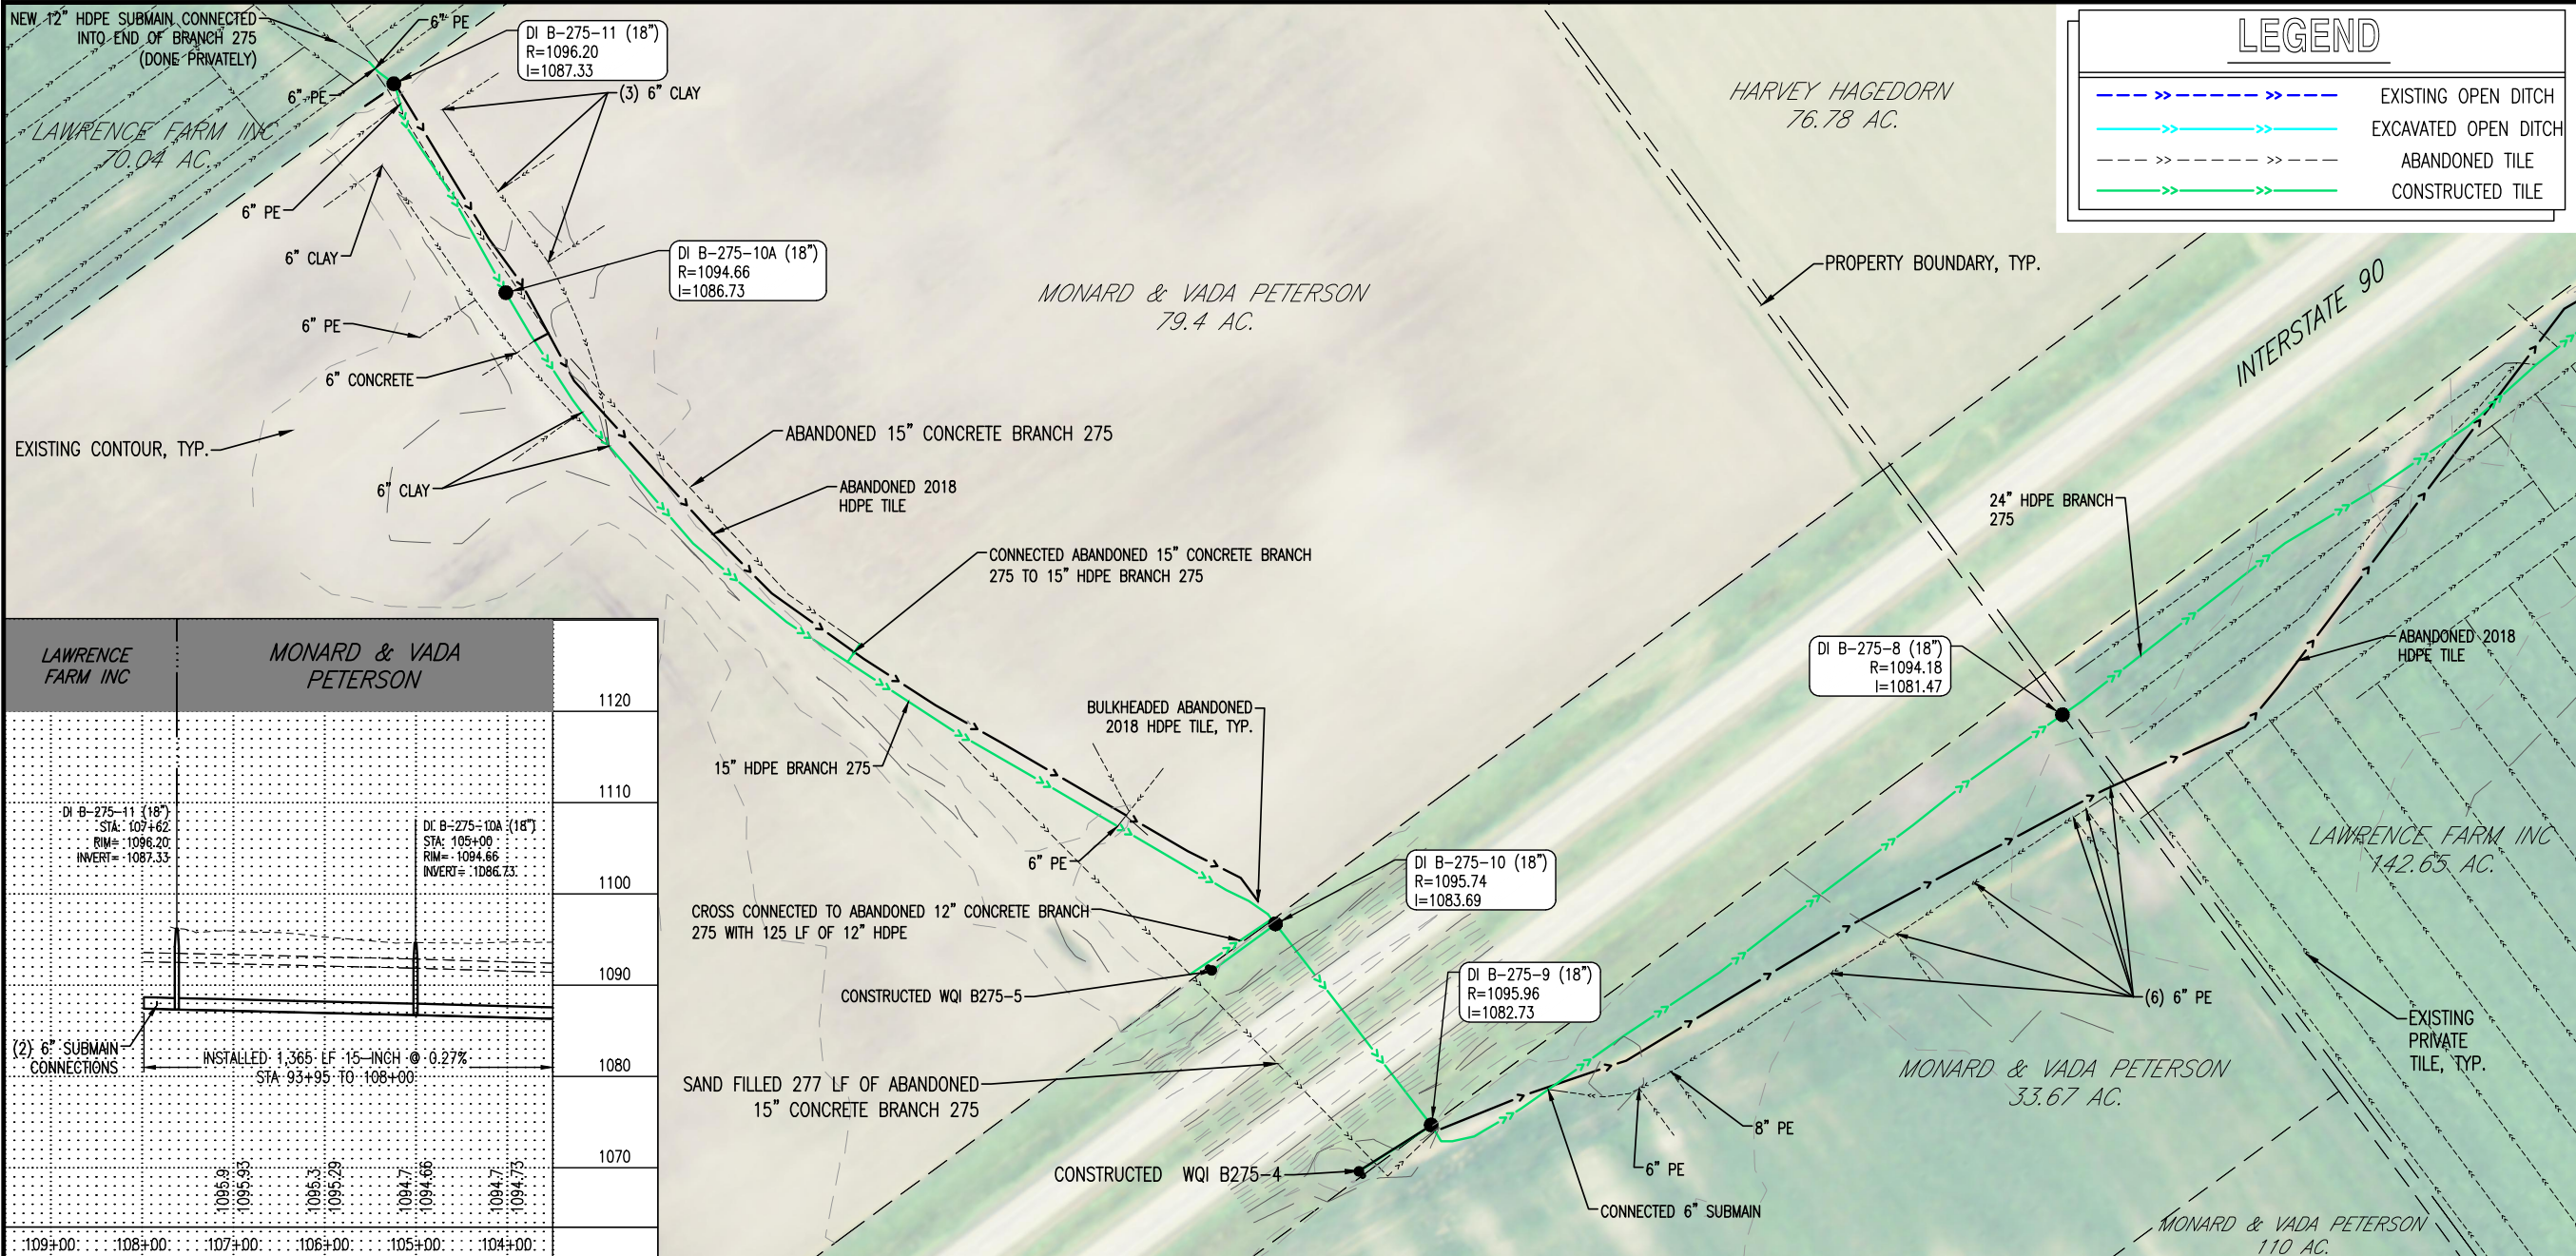 NEW 12" HDPE SUBMAIN CONNECTED
INTO END OF BRANCH 275
(DONE PRIVATELY)
6" PE
DI B-275-11 (18")
R=1096.20
I=1087.33
6" PE
(3) 6" CLAY
LAWRENCE FARM INC
70.04 AC.
6" PE
6" CLAY
DI B-275-10A (18")
R=1094.66
I=1086.73
6" PE
6" CONCRETE
EXISTING CONTOUR, TYP.
6" CLAY
MONARD & VADA PETERSON
79.4 AC.
HARVEY HAGEDORN
76.78 AC.
LEGEND
EXISTING OPEN DITCH
EXCAVATED OPEN DITCH
ABANDONED TILE
CONSTRUCTED TILE
PROPERTY BOUNDARY, TYP.
INTERSTATE 90
ABANDONED 15" CONCRETE BRANCH 275
ABANDONED 2018
HDPE TILE
CONNECTED ABANDONED 15" CONCRETE BRANCH
275 TO 15" HDPE BRANCH 275
24" HDPE BRANCH
275
DI B-275-8 (18")
R=1094.18
I=1081.47
ABANDONED 2018
HDPE TILE
BULKHEADED ABANDONED
2018 HDPE TILE, TYP.
15" HDPE BRANCH 275
6" PE
DI B-275-10 (18")
R=1095.74
I=1083.69
CROSS CONNECTED TO ABANDONED 12" CONCRETE BRANCH
275 WITH 125 LF OF 12" HDPE
CONSTRUCTED WQI B275-5
DI B-275-9 (18")
R=1095.96
I=1082.73
SAND FILLED 277 LF OF ABANDONED
15" CONCRETE BRANCH 275
CONSTRUCTED WQI B275-4
LAWRENCE FARM INC
142.65 AC.
(6) 6" PE
EXISTING
PRIVATE
TILE, TYP.
MONARD & VADA PETERSON
33.67 AC.
8" PE
6" PE
CONNECTED 6" SUBMAIN
MONARD & VADA PETERSON
110 AC.
LAWRENCE
FARM INC
MONARD & VADA
PETERSON
1120
1110
1100
1090
1080
1070
DI B-275-11 (18")
STA: 107+62
RIM= 1096.20
INVERT= 1087.33
DI B-275-10A (18")
STA: 105+00
RIM= 1094.66
INVERT= 1086.73
(2) 6" SUBMAIN
CONNECTIONS
INSTALLED 1,365 LF 15-INCH @ 0.27%
STA 93+95 TO 108+00
1095.9
1095.93
1095.3
1095.29
1094.7
1094.66
1094.7
1094.73
109+00
108+00
107+00
106+00
105+00
104+00